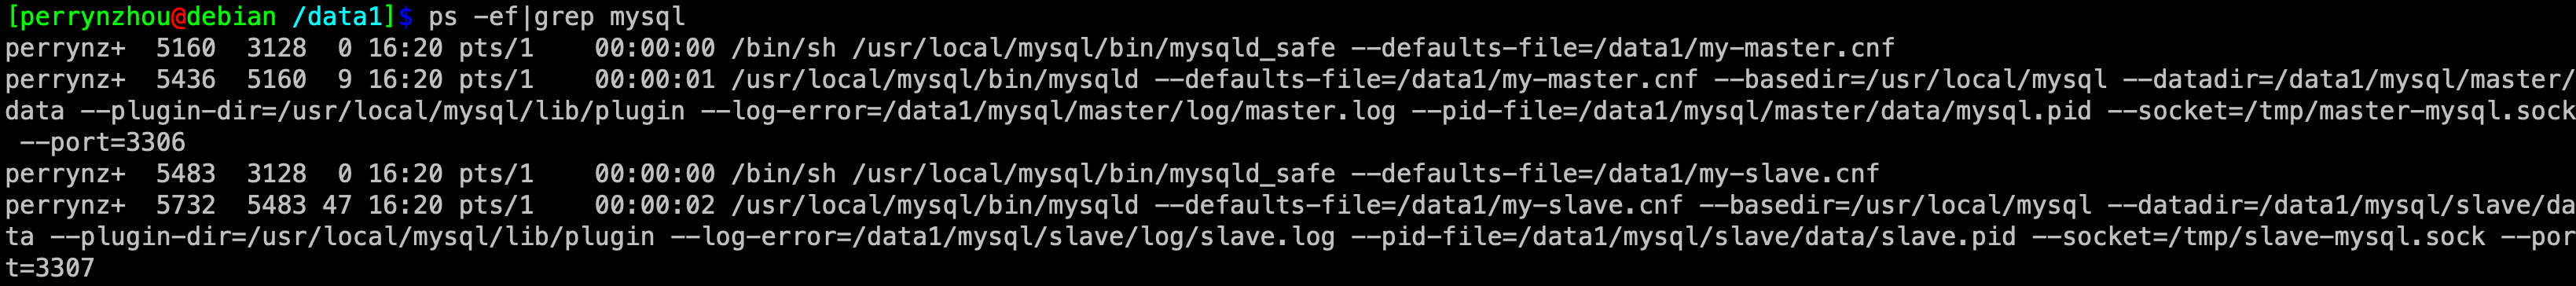 [perrynzhou@debian /data1]$ ps -ef|grep mysql
perrynz+  5160  3128  0 16:20 pts/1    00:00:00 /bin/sh /usr/local/mysql/bin/mysqld_safe --defaults-file=/data1/my-master.cnf
perrynz+  5436  5160  9 16:20 pts/1    00:00:01 /usr/local/mysql/bin/mysqld --defaults-file=/data1/my-master.cnf --basedir=/usr/local/mysql --datadir=/data1/mysql/master/
data --plugin-dir=/usr/local/mysql/lib/plugin --log-error=/data1/mysql/master/log/master.log --pid-file=/data1/mysql/master/data/mysql.pid --socket=/tmp/master-mysql.sock
 --port=3306
perrynz+  5483  3128  0 16:20 pts/1    00:00:00 /bin/sh /usr/local/mysql/bin/mysqld_safe --defaults-file=/data1/my-slave.cnf
perrynz+  5732  5483 47 16:20 pts/1    00:00:02 /usr/local/mysql/bin/mysqld --defaults-file=/data1/my-slave.cnf --basedir=/usr/local/mysql --datadir=/data1/mysql/slave/da
ta --plugin-dir=/usr/local/mysql/lib/plugin --log-error=/data1/mysql/slave/log/slave.log --pid-file=/data1/mysql/slave/data/slave.pid --socket=/tmp/slave-mysql.sock --por
t=3307